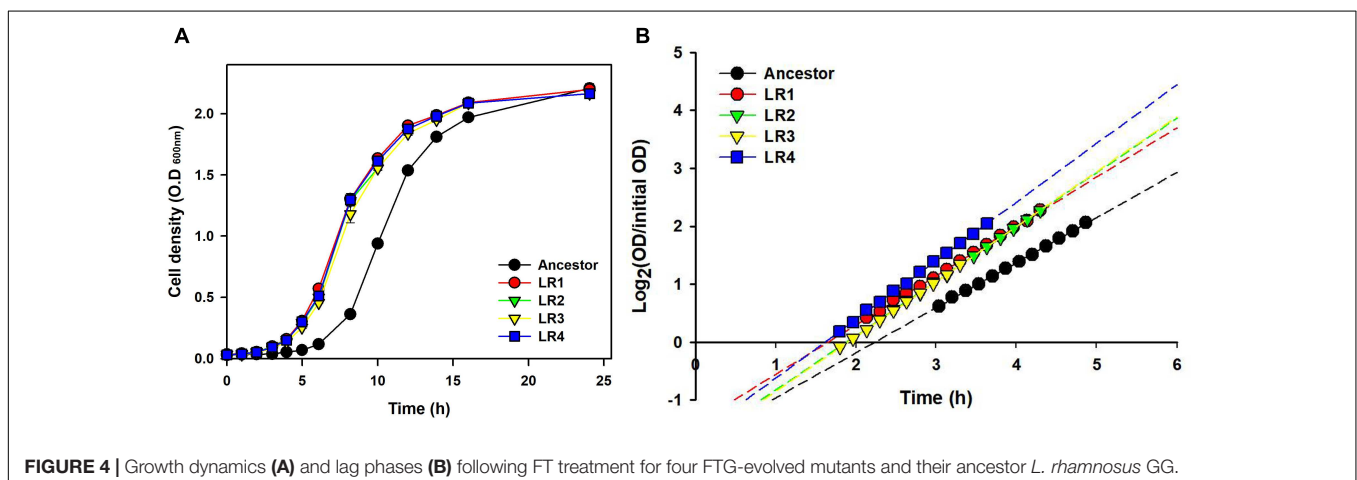 A
Cell density (O.D 600nm)
2.0
1.5
1.0
0.5
0.0
0 5 10 15 20 25
Time (h)
Ancestor
LR1
LR2
LR3
LR4
B
Log2(OD/initial OD)
5
4
3
2
1
0
-1
0 1 2 3 4 5 6
Time (h)
Ancestor
LR1
LR2
LR3
LR4
FIGURE 4 | Growth dynamics (A) and lag phases (B) following FT treatment for four FTG-evolved mutants and their ancestor L. rhamnosus GG.